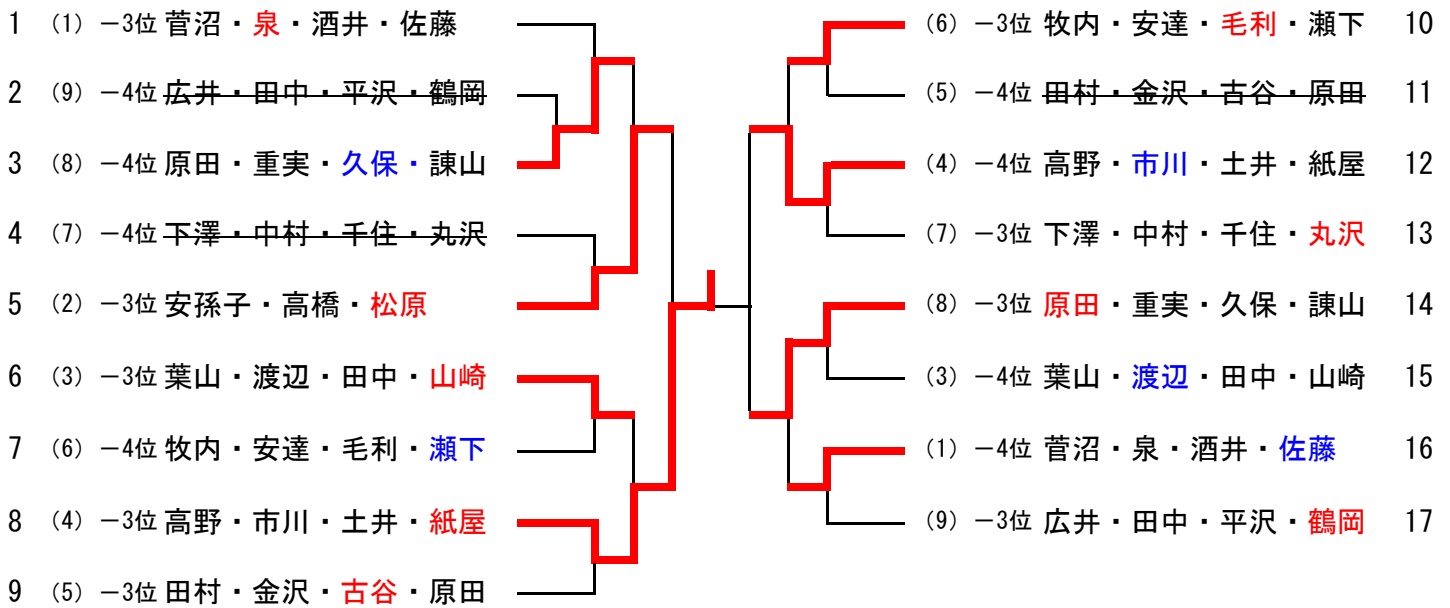 1 (1) －3位 菅沼・泉・酒井・佐藤
2 (9) －4位 広井・田中・平沢・鶴岡
3 (8) －4位 原田・重実・久保・諌山
4 (7) －4位 下澤・中村・千住・丸沢
5 (2) －3位 安孫子・高橋・松原
6 (3) －3位 葉山・渡辺・田中・山崎
7 (6) －4位 牧内・安達・毛利・瀬下
8 (4) －3位 高野・市川・土井・紙屋
9 (5) －3位 田村・金沢・古谷・原田
(6) －3位 牧内・安達・毛利・瀬下 10
(5) －4位 田村・金沢・古谷・原田 11
(4) －4位 高野・市川・土井・紙屋 12
(7) －3位 下澤・中村・千住・丸沢 13
(8) －3位 原田・重実・久保・諌山 14
(3) －4位 葉山・渡辺・田中・山崎 15
(1) －4位 菅沼・泉・酒井・佐藤 16
(9) －3位 広井・田中・平沢・鶴岡 17